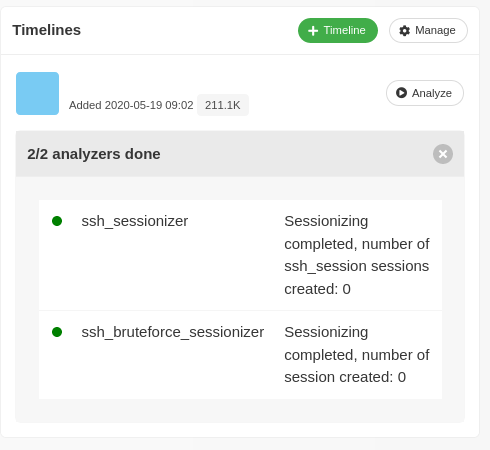 Timelines
Timeline
Manage
Added 2020-05-19 09:02 211.1K
Analyze
2/2 analyzers done
ssh_sessionizer
Sessionizing
completed, number of
ssh_session sessions
created: 0
ssh_bruteforce_sessionizer
Sessionizing
completed, number of
session created: 0